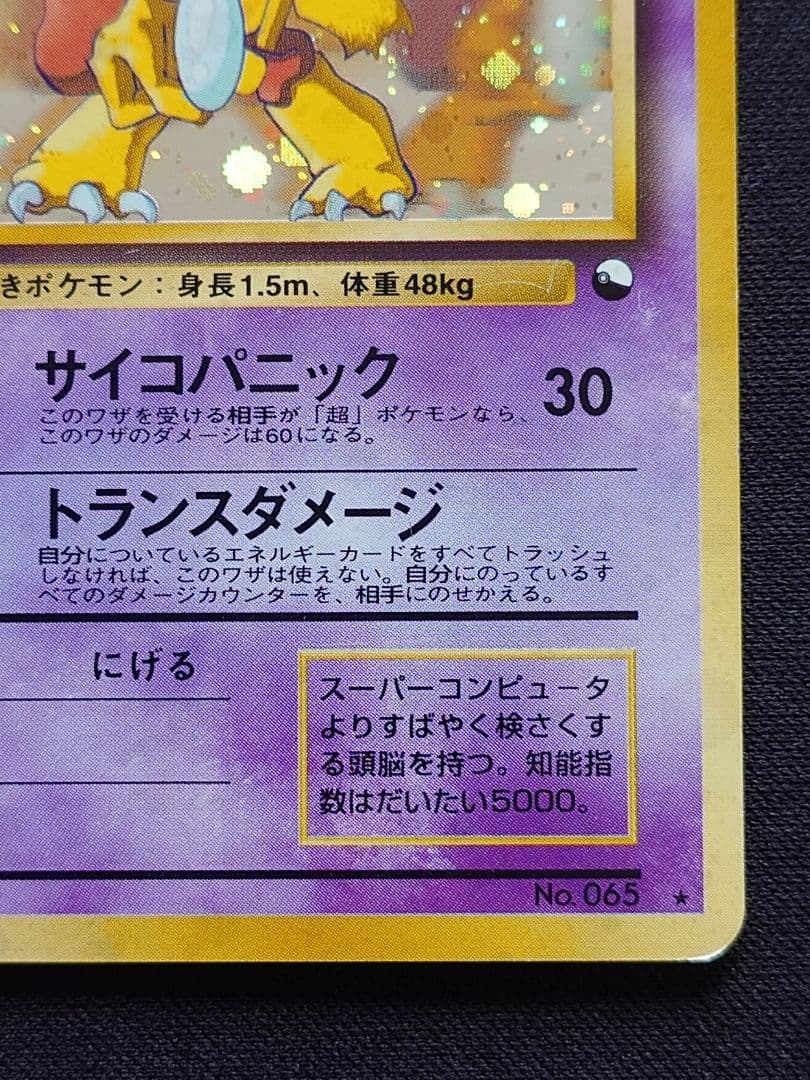 きポケモン：身長1.5m、体重48kg
サイコパニック 30
このワザを受ける相手が「超」ポケモンなら、
このワザのダメージは60になる。
トランスダメージ
自分についているエネルギーカードをすべてトラッシュ
しなければ、このワザは使えない。自分にのっているす
べてのダメージカウンターを、相手にのせかえる。
にげる
スーパーコンピュータ
よりすばやく検さくす
る頭脳を持つ。知能指
数はだいたい5000。
No. 065 ★